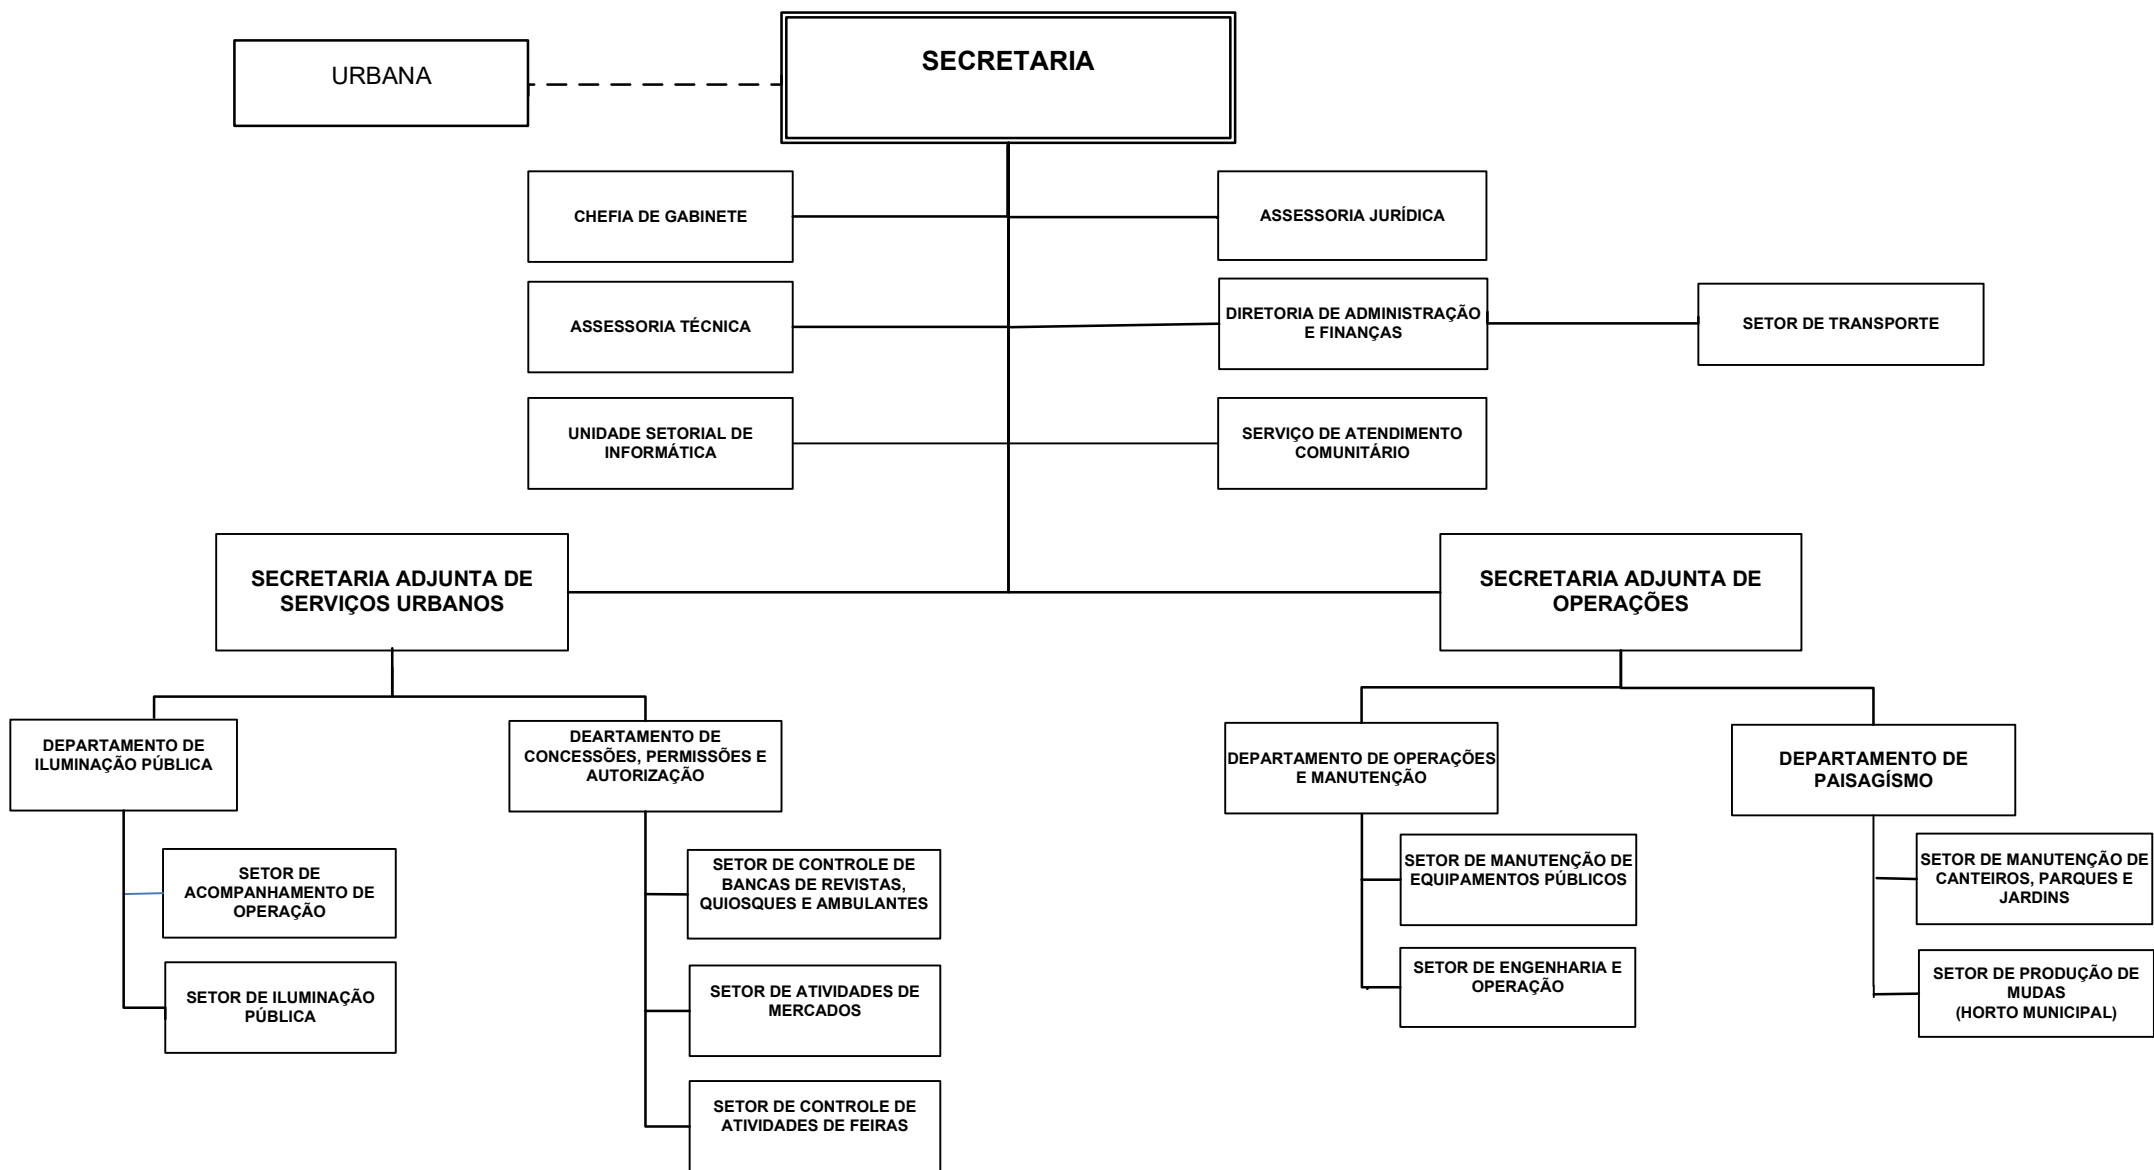 URBANA
SECRETARIA
CHEFIA DE GABINETE
ASSESSORIA JURÍDICA
ASSESSORIA TÉCNICA
DIRETORIA DE ADMINISTRAÇÃO
E FINANÇAS
SETOR DE TRANSPORTE
UNIDADE SETORIAL DE
INFORMÁTICA
SERVIÇO DE ATENDIMENTO
COMUNITÁRIO
SECRETARIA ADJUNTA DE
SERVIÇOS URBANOS
SECRETARIA ADJUNTA DE
OPERAÇÕES
DEPARTAMENTO DE
ILUMINAÇÃO PÚBLICA
DEARTAMENTO DE
CONCESSÕES, PERMISSÕES E
AUTORIZAÇÃO
DEPARTAMENTO DE OPERAÇÕES
E MANUTENÇÃO
DEPARTAMENTO DE
PAISAGÍSMO
SETOR DE
ACOMPANHAMENTO DE
OPERAÇÃO
SETOR DE ILUMINAÇÃO
PÚBLICA
SETOR DE CONTROLE DE
BANCAS DE REVISTAS,
QUIOSQUES E AMBULANTES
SETOR DE ATIVIDADES DE
MERCADOS
SETOR DE CONTROLE DE
ATIVIDADES DE FEIRAS
SETOR DE MANUTENÇÃO DE
EQUIPAMENTOS PÚBLICOS
SETOR DE ENGENHARIA E
OPERAÇÃO
SETOR DE MANUTENÇÃO DE
CANTEIROS, PARQUES E
JARDINS
SETOR DE PRODUÇÃO DE
MUDAS
(HORTO MUNICIPAL)